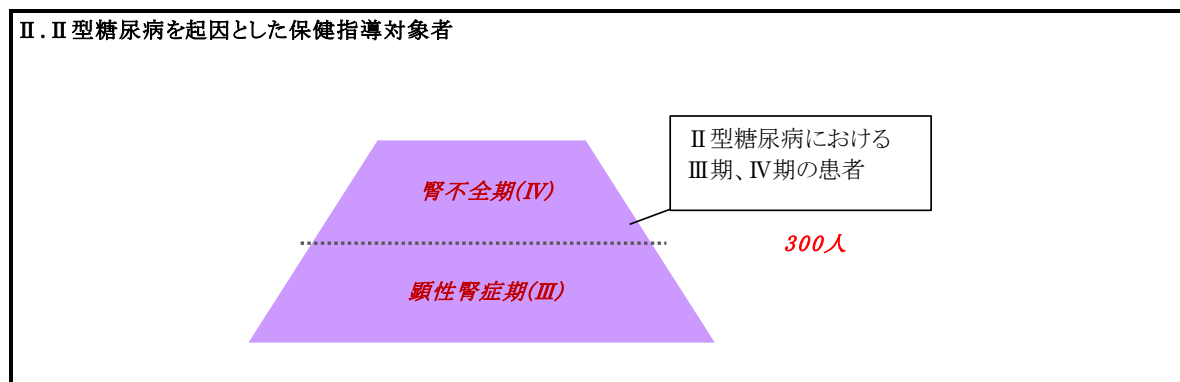 Ⅱ.Ⅱ型糖尿病を起因とした保健指導対象者
Ⅱ型糖尿病における
Ⅲ期、Ⅳ期の患者
腎不全期(Ⅳ)
300人
顕性腎症期(Ⅲ)